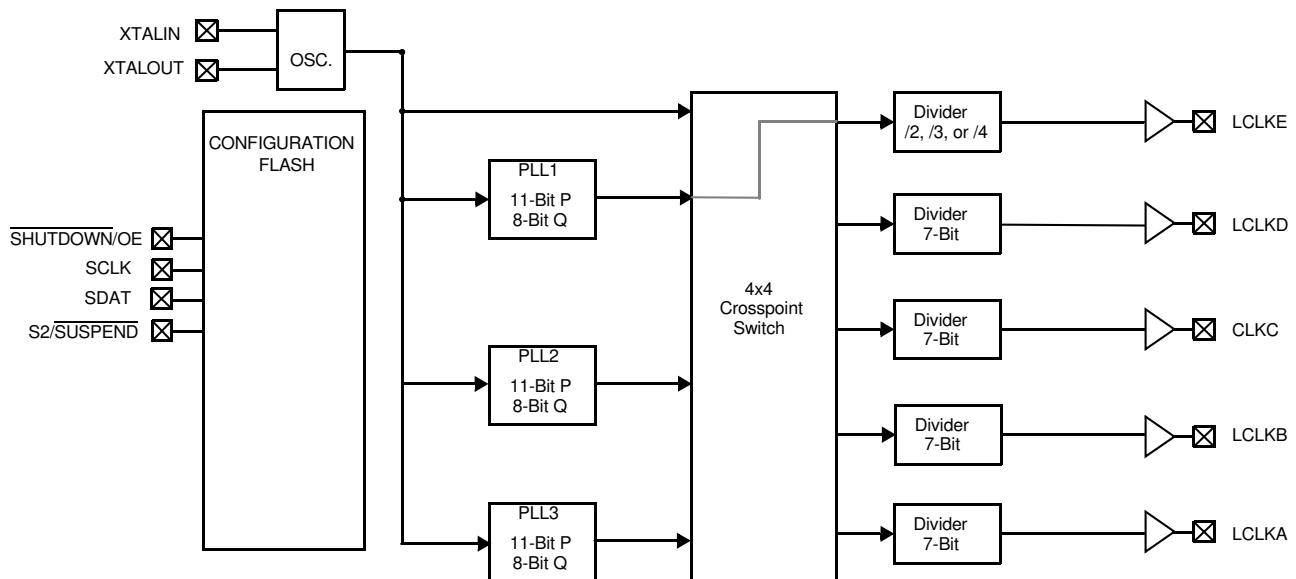 XTALIN
XTALOUT
OSC.
CONFIGURATION
FLASH
SHUTDOWN/OE
SCLK
SDAT
S2/SUSPEND
PLL1
11-Bit P
8-Bit Q
PLL2
11-Bit P
8-Bit Q
PLL3
11-Bit P
8-Bit Q
4x4
Crosspoint
Switch
Divider
/2, /3, or /4
LCLKE
Divider
7-Bit
LCLKD
Divider
7-Bit
CLKC
Divider
7-Bit
LCLKB
Divider
7-Bit
LCLKA